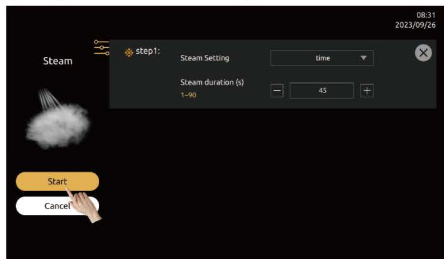 08:31
2023/09/26
Steam
step1:
Steam Setting
time
Steam duration (s)
1~90
45
Start
Cancel